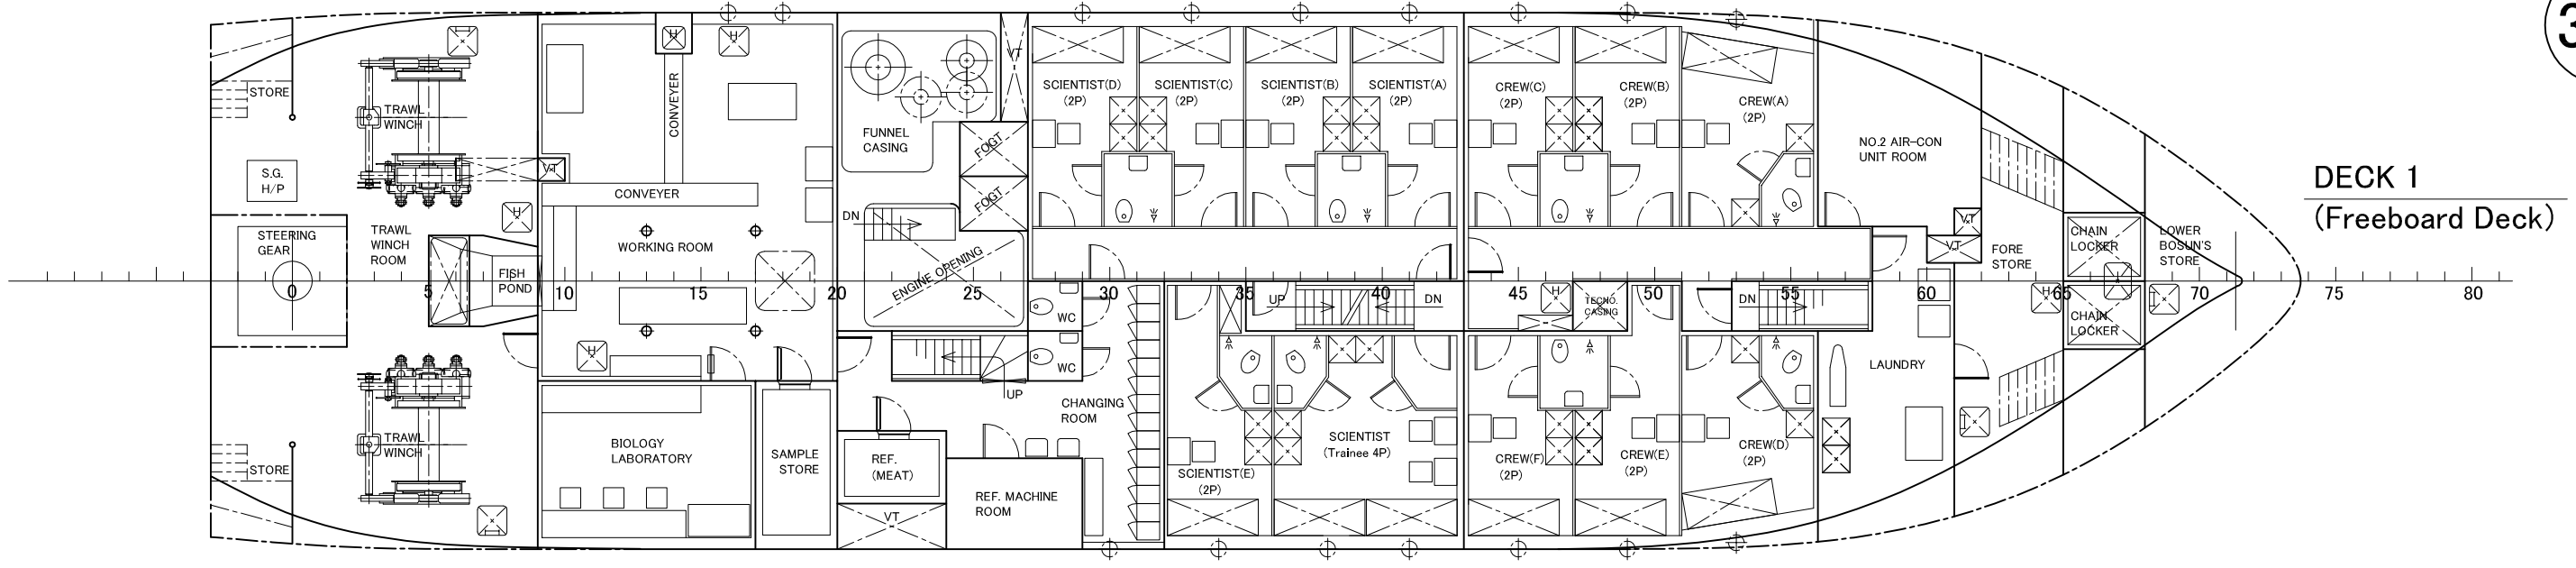 3
DECK 1
(Freeboard Deck)
STORE
TRAWL
WINCH
S.G.
H/P
STEERING
GEAR
TRAWL
WINCH
ROOM
FISH
POND
TRAWL
WINCH
STORE
H
VT
H
H
CONVEYER
CONVEYER
WORKING ROOM
H
BIOLOGY
LABORATORY
SAMPLE
STORE
FUNNEL
CASING
VT
FOGT
FOGT
DN
ENGINE OPENING
WC
WC
UP
CHANGING
ROOM
REF.
(MEAT)
VT
REF. MACHINE
ROOM
SCIENTIST(D)
(2P)
SCIENTIST(C)
(2P)
SCIENTIST(B)
(2P)
SCIENTIST(A)
(2P)
CREW(C)
(2P)
CREW(B)
(2P)
CREW(A)
(2P)
UP
DN
H
TECNO.
CASING
DN
SCIENTIST(E)
(2P)
SCIENTIST
(Trainee 4P)
CREW(F)
(2P)
CREW(E)
(2P)
CREW(D)
(2P)
NO.2 AIR-CON
UNIT ROOM
VT
VT
FORE
STORE
H
LAUNDRY
CHAIN
LOCKER
CHAIN
LOCKER
LOWER
BOSUN'S
STORE
0 5 10 15 20 25 30 35 40 45 50 55 60 65 70 75 80